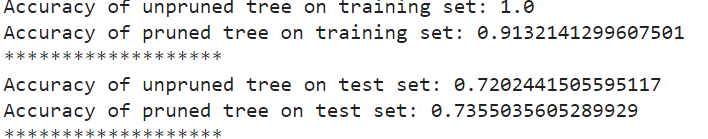 Accuracy of unpruned tree on training set: 1.0
Accuracy of pruned tree on training set: 0.9132141299607501
*******************
Accuracy of unpruned tree on test set: 0.7202441505595117
Accuracy of pruned tree on test set: 0.7355035605289929
*******************